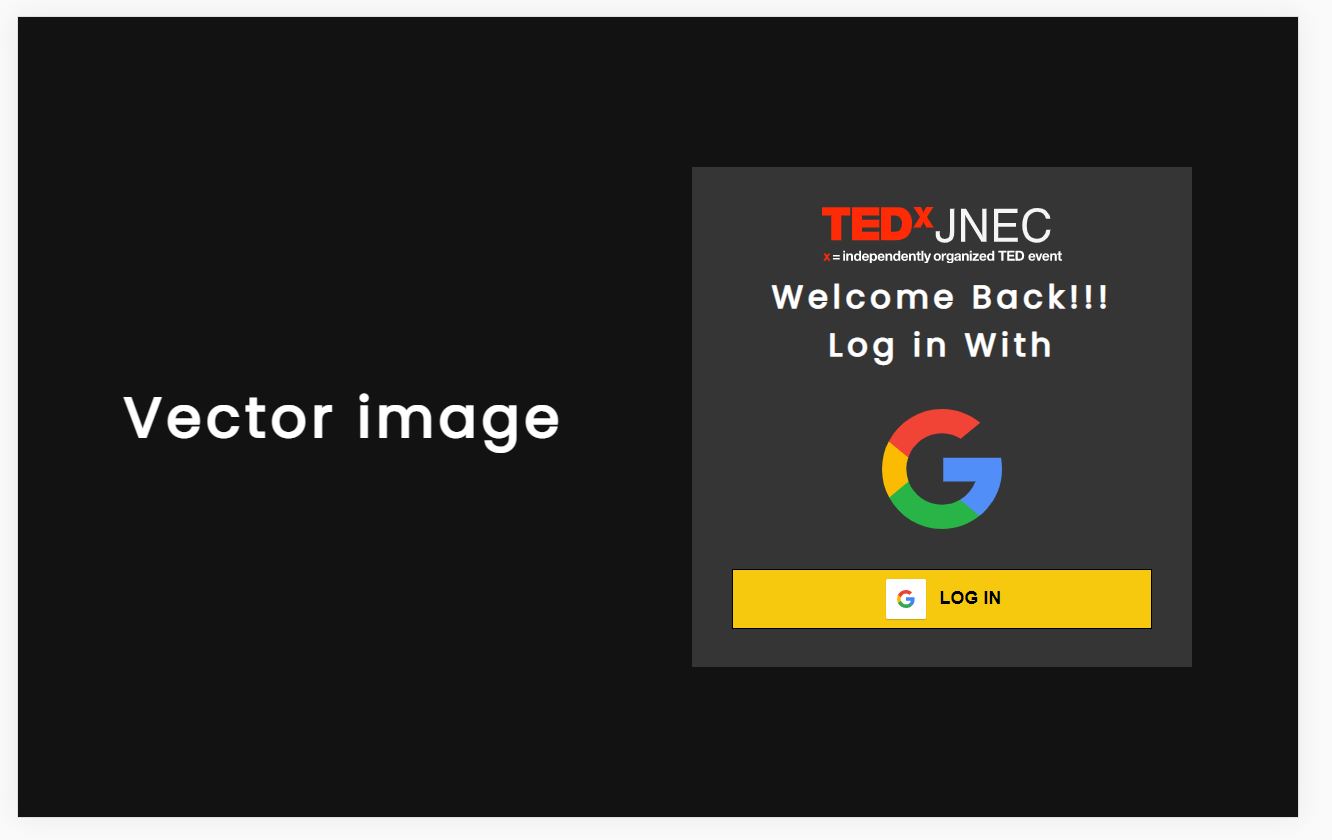 Vector image
TEDxJNEC
x = independently organized TED event
Welcome Back!!!
Log in With
LOG IN